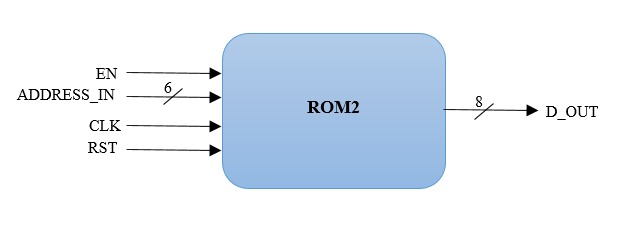 EN
6
ADDRESS_IN
CLK
RST
ROM2
8
D_OUT